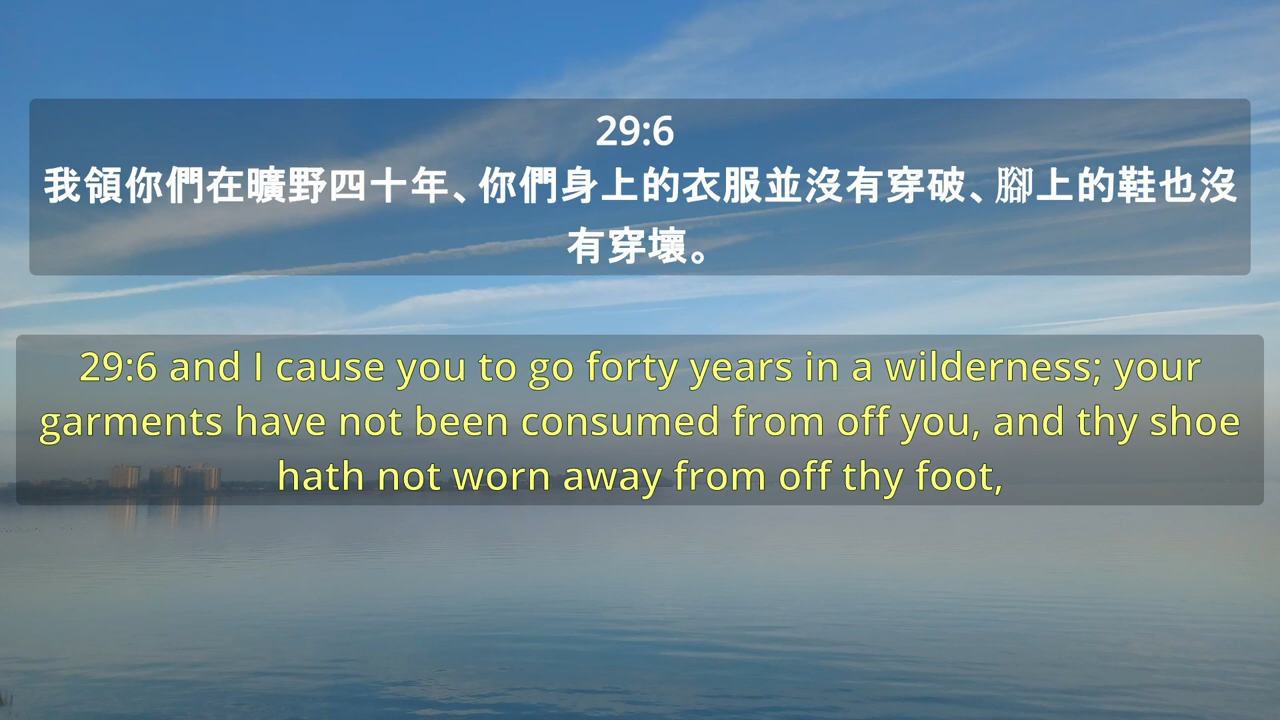 29:6
我領你們在曠野四十年、你們身上的衣服並沒有穿破、腳上的鞋也沒
有穿壞。
29:6 and I cause you to go forty years in a wilderness; your
garments have not been consumed from off you, and thy shoe
hath not worn away from off thy foot,